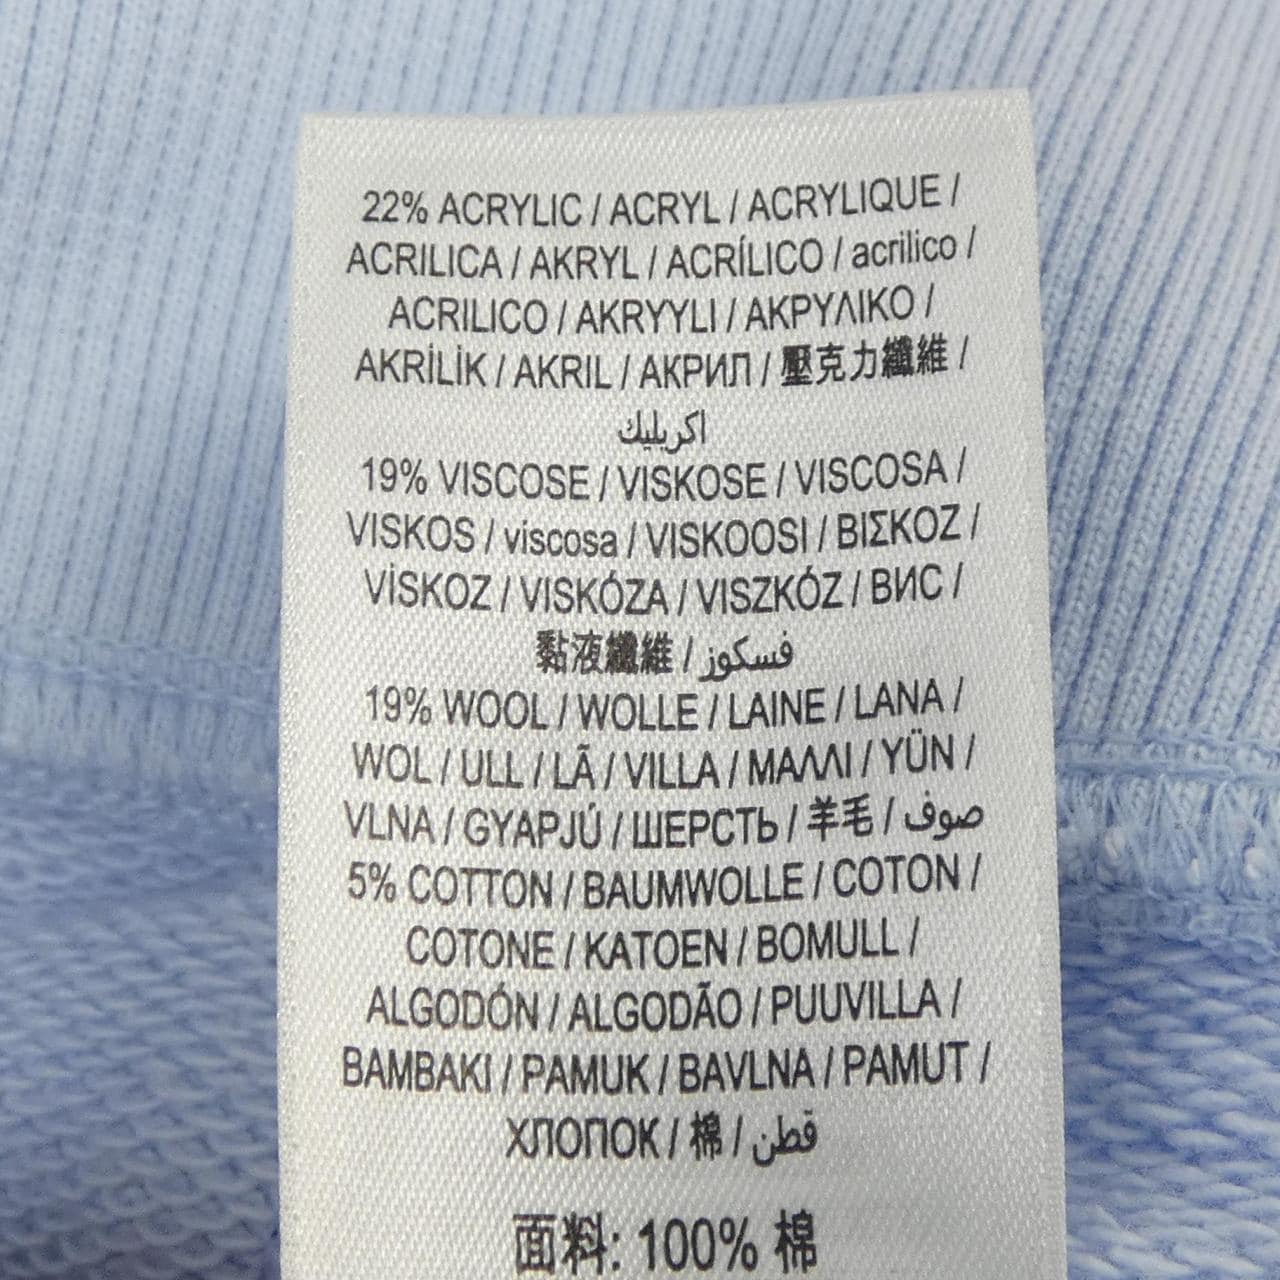 22% ACRYLIC / ACRYL / ACRYLIQUE /
ACRILICA / AKRYL / ACRÍLICO / acrilico /
ACRILICO / AKRYYLI / ΑΚΡΥΛΙΚΟ /
AKRİLİK / AKRIL / АКРИЛ / 壓克力纖維 /
اكريليك
19% VISCOSE / VISKOSE / VISCOSA /
VISKOS / viscosa / VISKOOSI / ΒΙΣΚΟΖ /
VİSKOZ / VISKÓZA / VISZKÓZ / ВИС /
黏液纖維 / فسكوز
19% WOOL / WOLLE / LAINE / LANA /
WOL / ULL / LÃ / VILLA / ΜΑΛΛΙ / YÜN /
VLNA / GYAPJÚ / ШЕРСТЬ / 羊毛 / صوف
5% COTTON / BAUMWOLLE / COTON /
COTONE / KATOEN / BOMULL /
ALGODÓN / ALGODÃO / PUUVILLA /
BAMBAKI / PAMUK / BAVLNA / PAMUT /
ХЛОПОК / 棉 / قطن
面料: 100% 棉